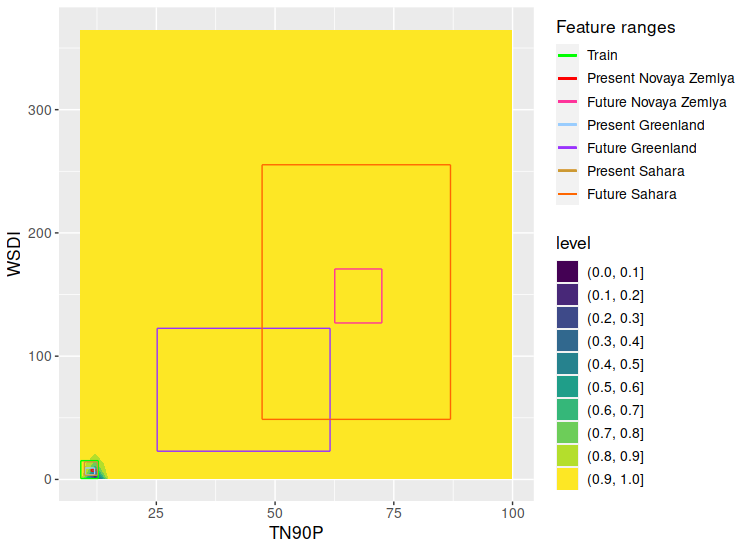 Feature ranges
Train
Present Novaya Zemlya
Future Novaya Zemlya
Present Greenland
Future Greenland
Present Sahara
Future Sahara
level
(0.0, 0.1]
(0.1, 0.2]
(0.2, 0.3]
(0.3, 0.4]
(0.4, 0.5]
(0.5, 0.6]
(0.6, 0.7]
(0.7, 0.8]
(0.8, 0.9]
(0.9, 1.0]
WSDI
300
200
100
0
25
50
75
100
TN90P